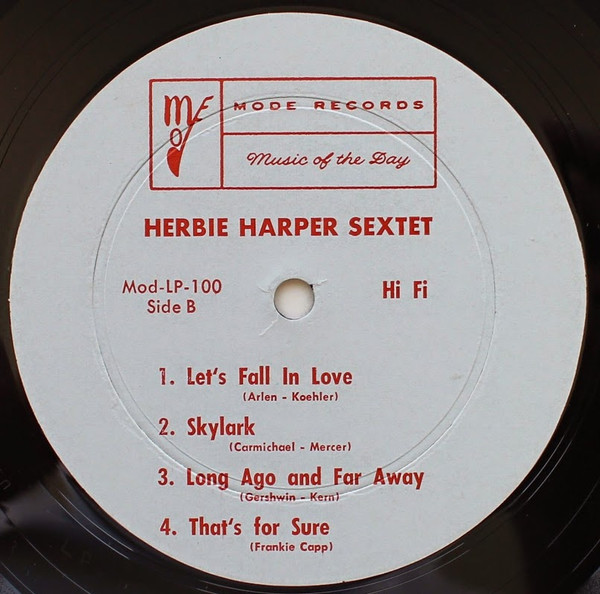 MODE
MODE RECORDS
Music of the Day
HERBIE HARPER SEXTET
Mod-LP-100
Hi Fi
Side B
1. Let's Fall In Love
(Arlen - Koehler)
2. Skylark
(Carmichael - Mercer)
3. Long Ago and Far Away
(Gershwin - Kern)
4. That's for Sure
(Frankie Capp)